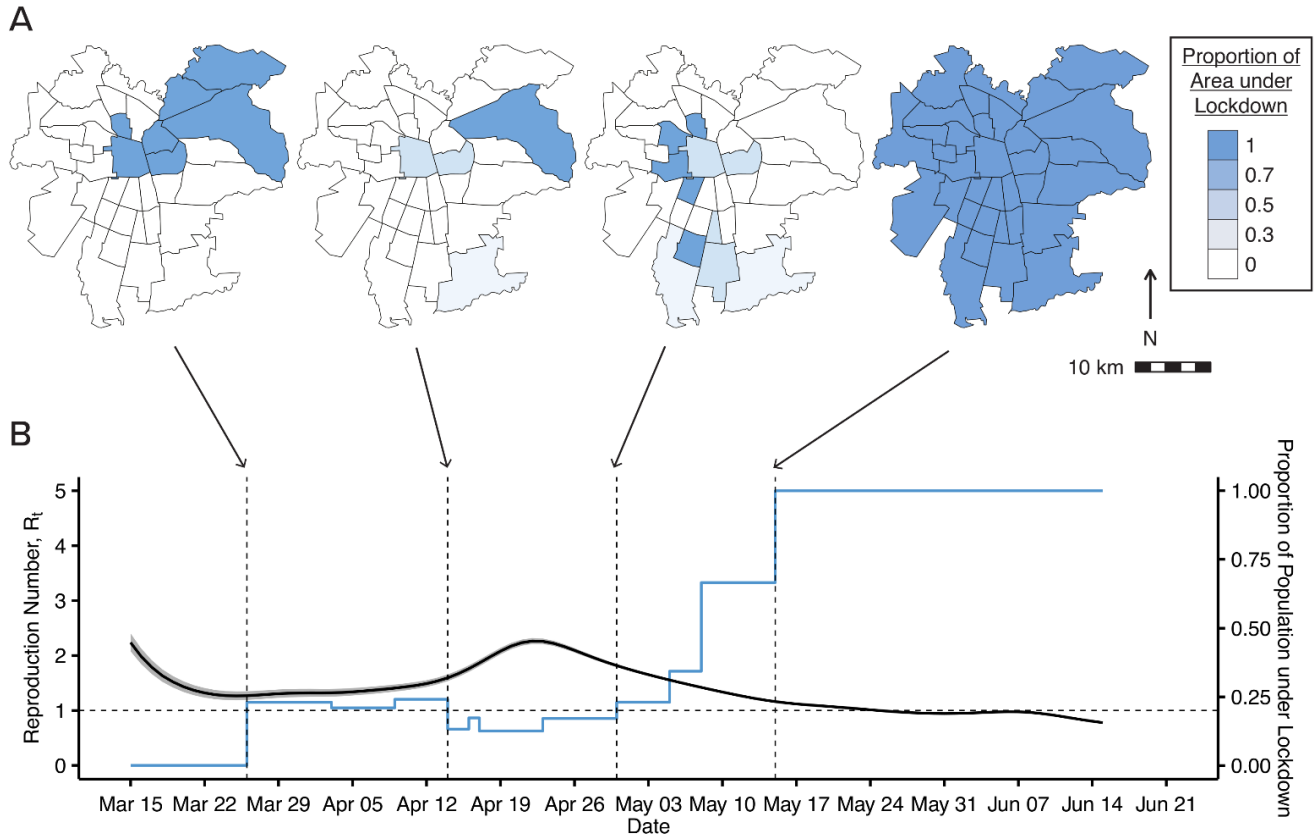 A
Proportion of
Area under
Lockdown
1
0.7
0.5
0.3
0
N
10 km
B
Reproduction Number, Rt
5
4
3
2
1
0
Proportion of Population under Lockdown
1.00
0.75
0.50
0.25
0.00
Mar 15 Mar 22 Mar 29 Apr 05 Apr 12 Apr 19 Apr 26 May 03 May 10 May 17 May 24 May 31 Jun 07 Jun 14 Jun 21
Date